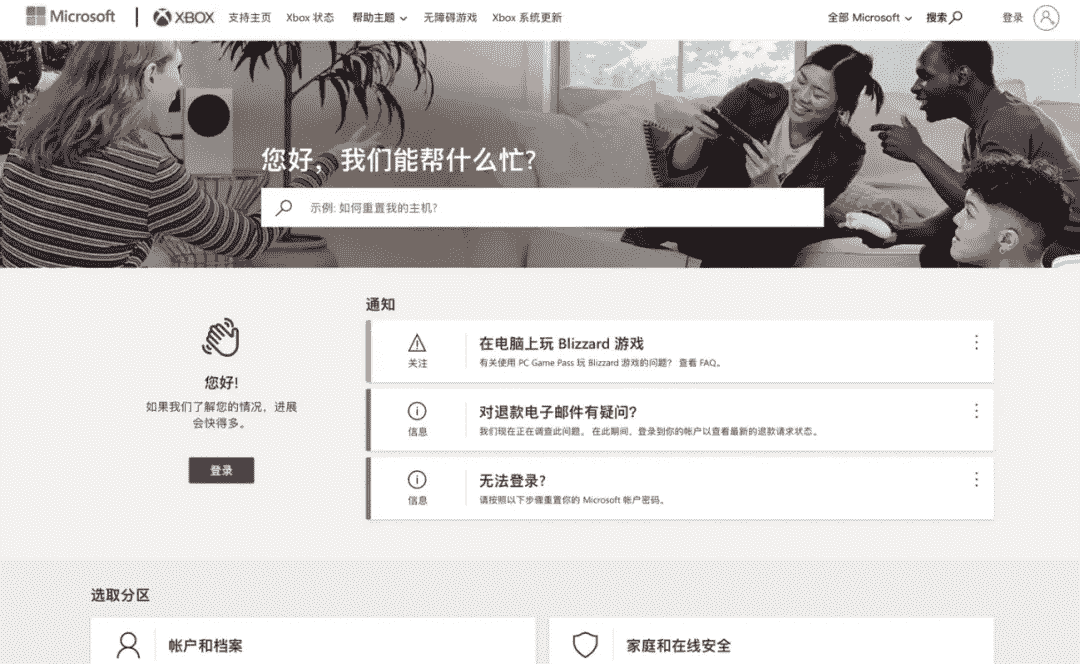 Microsoft
XBOX
支持主页
Xbox 状态
帮助主题
无障碍游戏
Xbox 系统更新
全部 Microsoft
搜索
登录
您好，我们能帮什么忙?
示例: 如何重置我的主机?
您好!
如果我们了解您的情况，进展
会快得多。
登录
通知
关注
在电脑上玩 Blizzard 游戏
有关使用 PC Game Pass 玩 Blizzard 游戏的问题？ 查看 FAQ。
信息
对退款电子邮件有疑问?
我们现在正在调查此问题。 在此期间，登录到你的帐户以查看最新的退款请求状态。
信息
无法登录?
请按照以下步骤重置你的 Microsoft 帐户密码。
选取分区
帐户和档案
家庭和在线安全